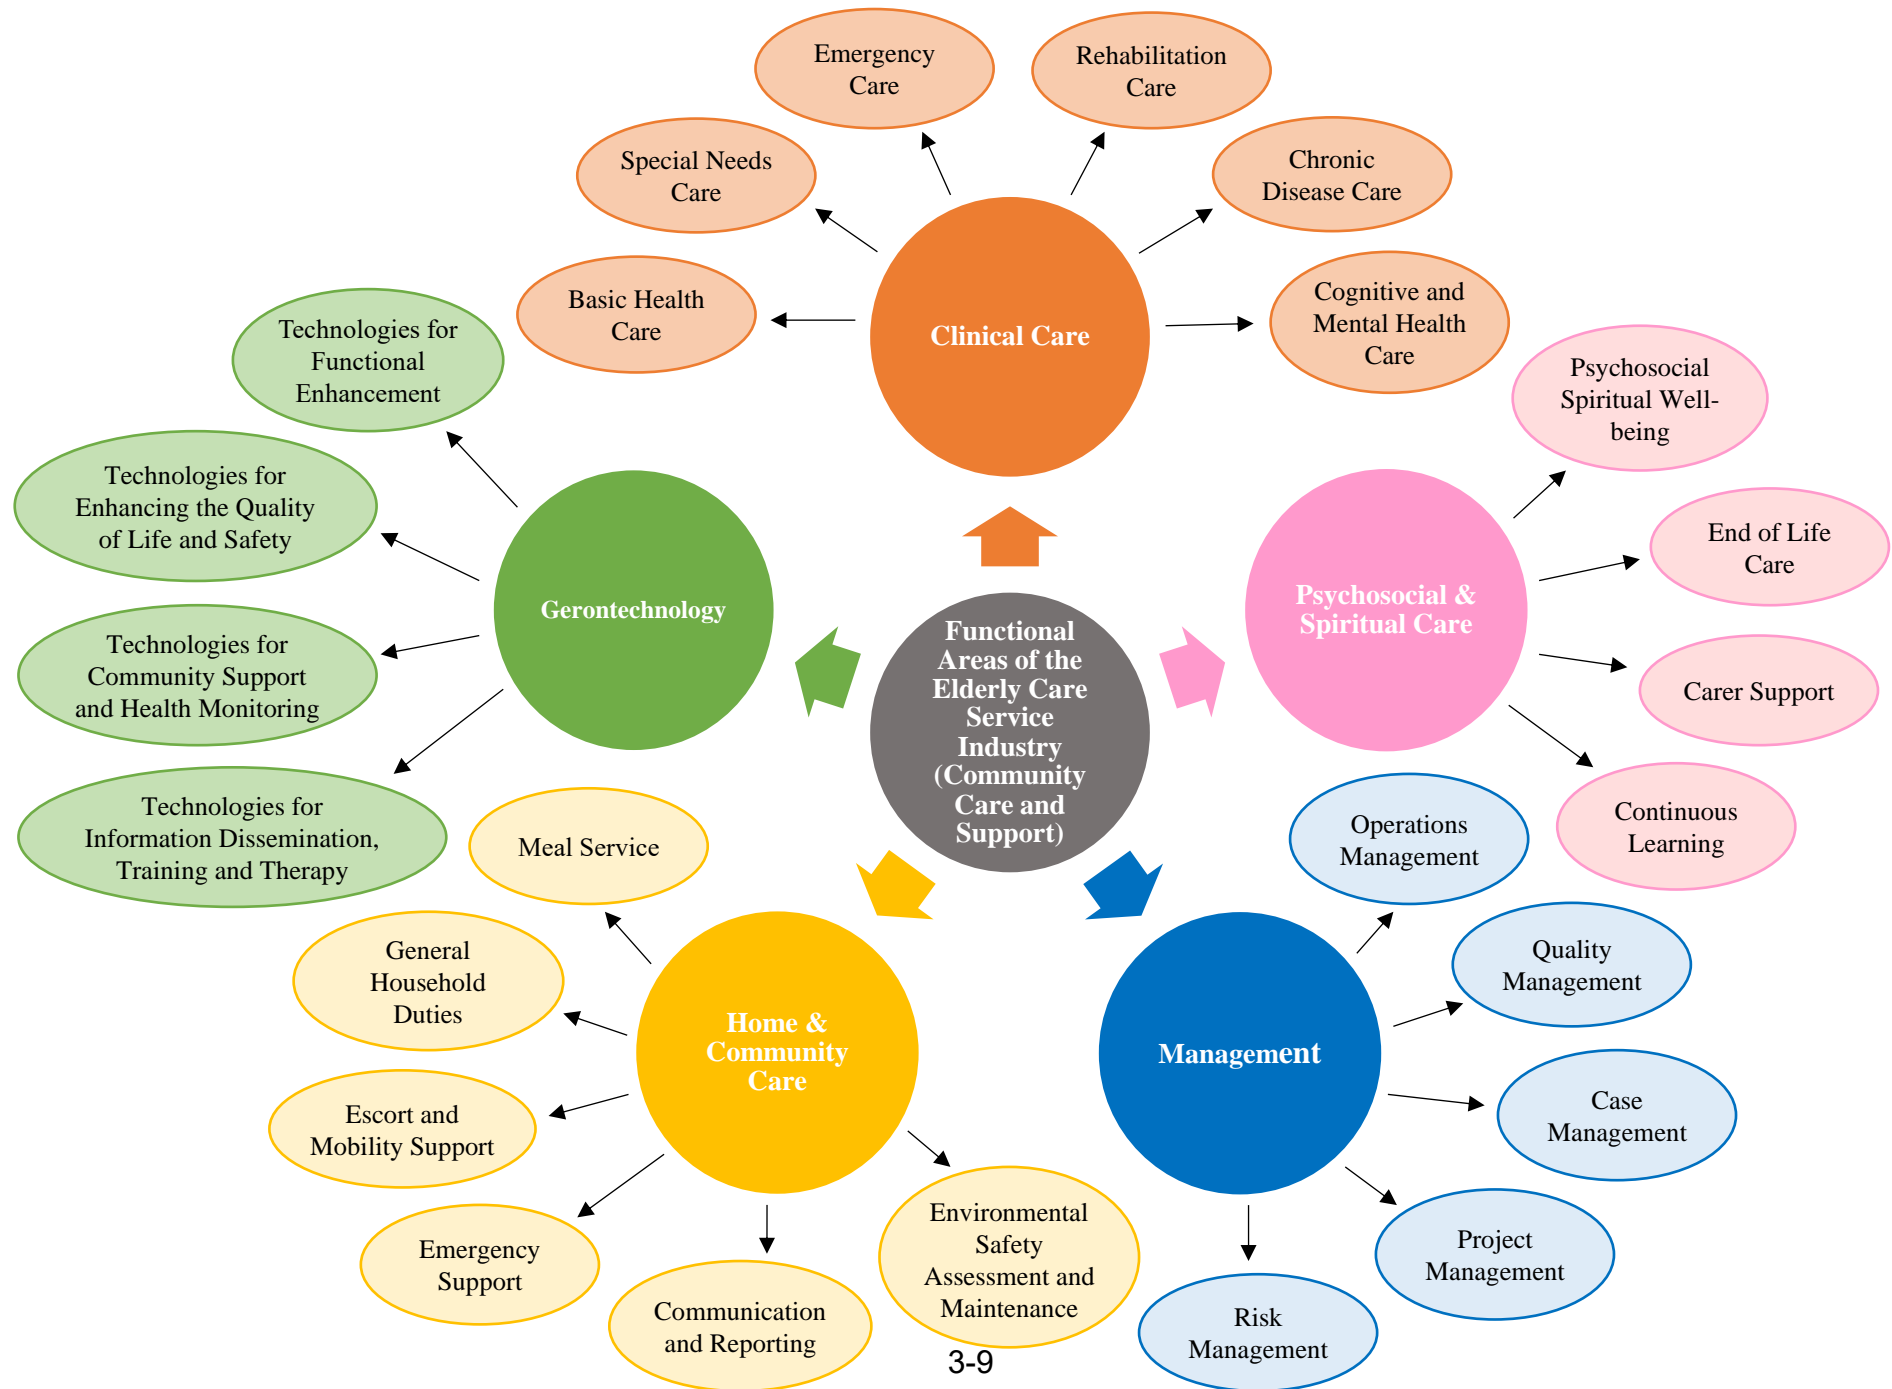 Emergency
Care
Rehabilitation
Care
Special Needs
Care
Chronic
Disease Care
Basic Health
Care
Clinical Care
Cognitive and
Mental Health
Care
Technologies for
Functional
Enhancement
Technologies for
Enhancing the Quality
of Life and Safety
Gerontechnology
Technologies for
Community Support
and Health Monitoring
Technologies for
Information Dissemination,
Training and Therapy
Functional
Areas of the
Elderly Care
Service
Industry
(Community
Care and
Support)
Psychosocial &
Spiritual Care
Psychosocial
Spiritual Well-
being
End of Life
Care
Carer Support
Continuous
Learning
Meal Service
General
Household
Duties
Home &
Community
Care
Escort and
Mobility Support
Emergency
Support
Communication
and Reporting
Environmental
Safety
Assessment and
Maintenance
Management
Operations
Management
Quality
Management
Case
Management
Project
Management
Risk
Management
3-9